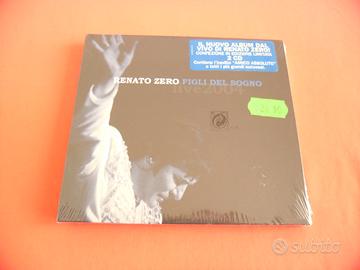 IL NUOVO ALBUM DAL
VIVO DI RENATO ZERO!
CONFEZIONE IN EDIZIONE LIMITATA
2 CD
Contiene l'inedito "AMICO ASSOLUTO"
e tutti i più grandi successi.
RENATO ZERO FIGLI DEL SOGNO
live2004
Subito